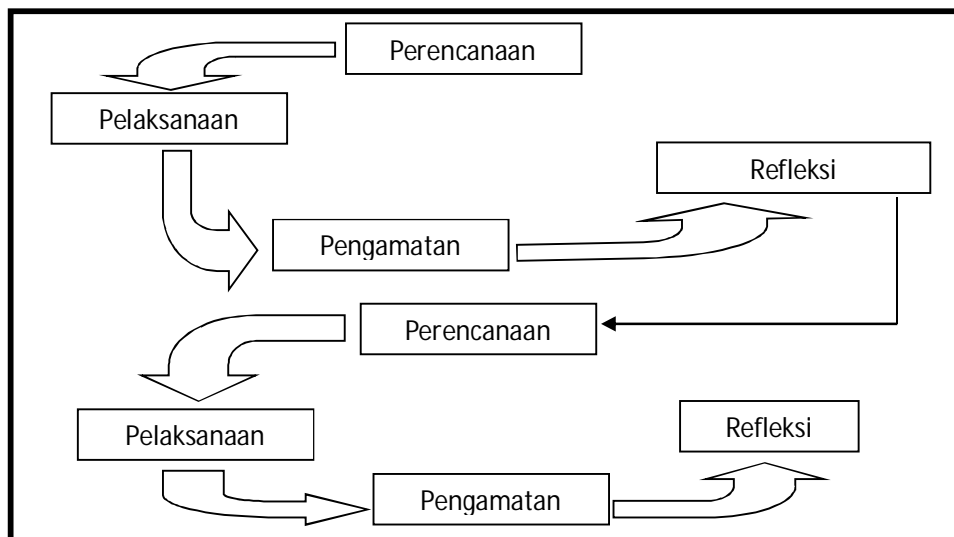 Perencanaan
Pelaksanaan
Refleksi
Pengamatan
Perencanaan
Pelaksanaan
Refleksi
Pengamatan